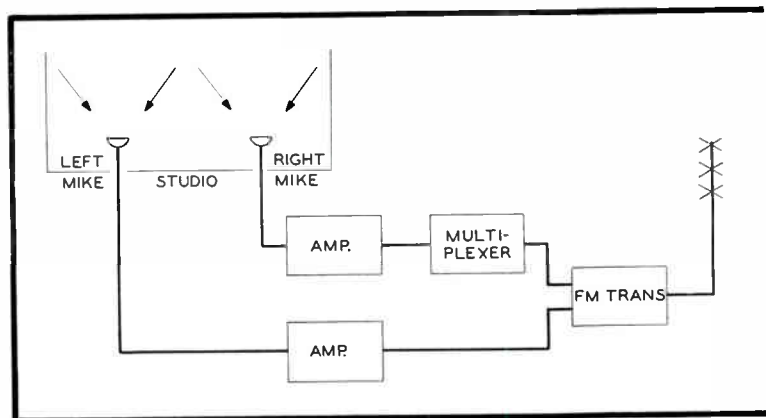 LEFT
MIKE
STUDIO
RIGHT
MIKE
AMP.
MULTI-
PLEXER
FM TRANS
AMP.